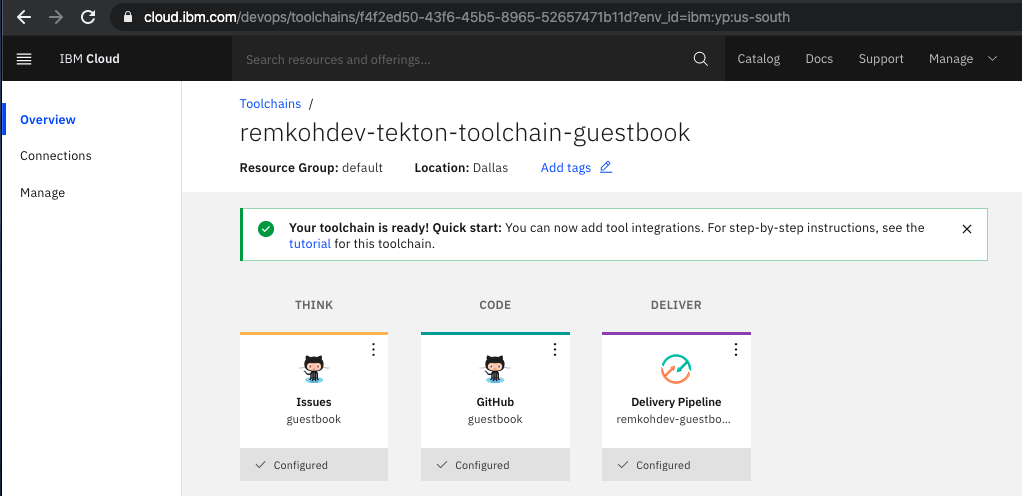 cloud.ibm.com/devops/toolchains/f4f2ed50-43f6-45b5-8965-52657471b11d?env_id=ibm:yp:us-south
IBM Cloud
Search resources and offerings...
Catalog
Docs
Support
Manage
Overview
Connections
Manage
Toolchains /
remkohdev-tekton-toolchain-guestbook
Resource Group: default
Location: Dallas
Add tags
Your toolchain is ready! Quick start: You can now add tool integrations. For step-by-step instructions, see the
tutorial for this toolchain.
THINK
Issues
guestbook
Configured
CODE
GitHub
guestbook
Configured
DELIVER
Delivery Pipeline
remkohdev-guestbo...
Configured